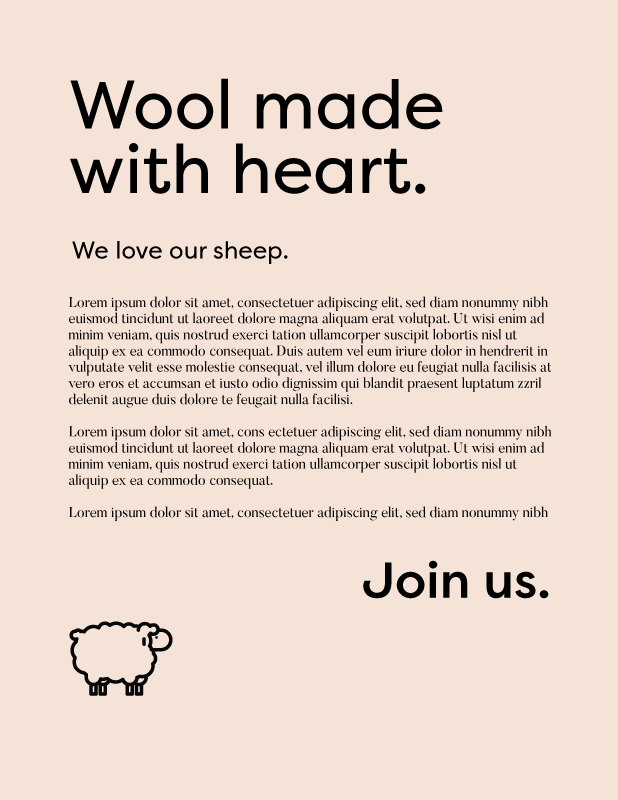 Wool made
with heart.
We love our sheep.
Lorem ipsum dolor sit amet, consectetuer adipiscing elit, sed diam nonummy nibh
euismod tincidunt ut laoreet dolore magna aliquam erat volutpat. Ut wisi enim ad
minim veniam, quis nostrud exerci tation ullamcorper suscipit lobortis nisl ut
aliquip ex ea commodo consequat. Duis autem vel eum iriure dolor in hendrerit in
vulputate velit esse molestie consequat, vel illum dolore eu feugiat nulla facilisis at
vero eros et accumsan et iusto odio dignissim qui blandit praesent luptatum zzril
delenit augue duis dolore te feugait nulla facilisi.
Lorem ipsum dolor sit amet, cons ectetuer adipiscing elit, sed diam nonummy nibh
euismod tincidunt ut laoreet dolore magna aliquam erat volutpat. Ut wisi enim ad
minim veniam, quis nostrud exerci tation ullamcorper suscipit lobortis nisl ut
aliquip ex ea commodo consequat.
Lorem ipsum dolor sit amet, consectetuer adipiscing elit, sed diam nonummy nibh
Join us.